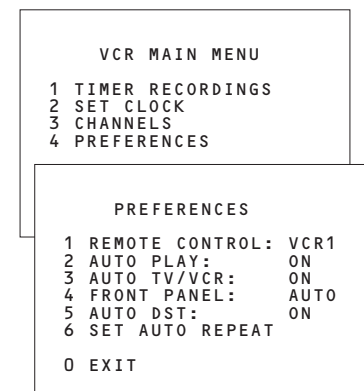 VCR MAIN MENU
1 TIMER RECORDINGS
2 SET CLOCK
3 CHANNELS
4 PREFERENCES
PREFERENCES
1 REMOTE CONTROL: VCR1
2 AUTO PLAY: ON
3 AUTO TV/VCR: ON
4 FRONT PANEL: AUTO
5 AUTO DST: ON
6 SET AUTO REPEAT
0 EXIT